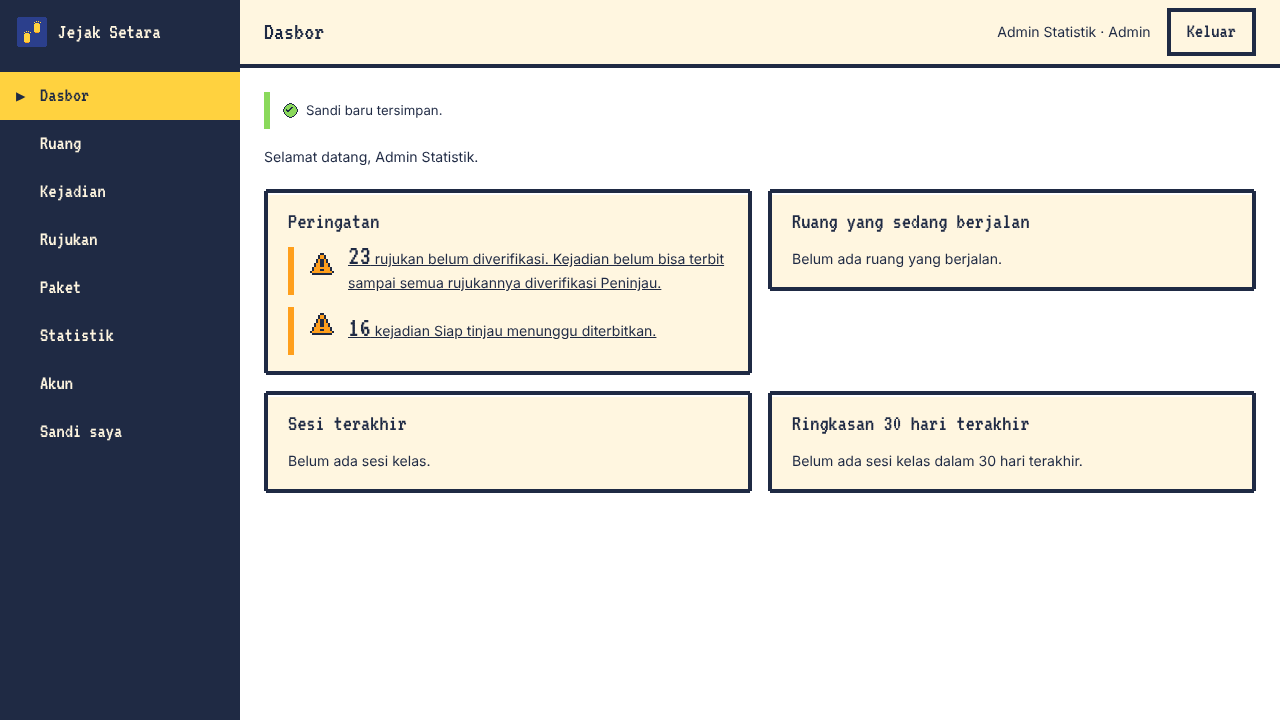 Jejak Setara
Dasbor
Ruang
Kejadian
Rujukan
Paket
Statistik
Akun
Sandi saya
Dasbor
Admin Statistik · Admin
Keluar
Sandi baru tersimpan.
Selamat datang, Admin Statistik.
Peringatan
23 rujukan belum diverifikasi. Kejadian belum bisa terbit
sampai semua rujukannya diverifikasi Peninjau.
16 kejadian Siap tinjau menunggu diterbitkan.
Ruang yang sedang berjalan
Belum ada ruang yang berjalan.
Sesi terakhir
Belum ada sesi kelas.
Ringkasan 30 hari terakhir
Belum ada sesi kelas dalam 30 hari terakhir.